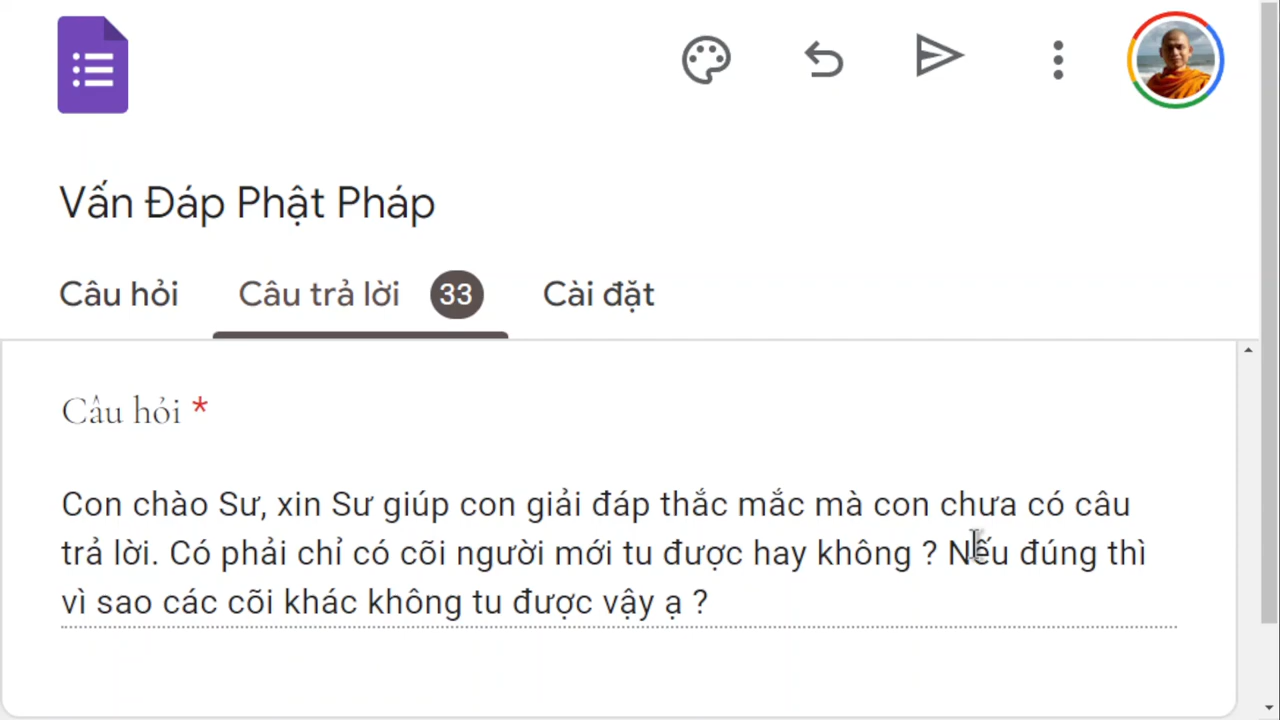 Vấn Đáp Phật Pháp
Câu hỏi Câu trả lời 33 Cài đặt
Câu hỏi *
Con chào Sư, xin Sư giúp con giải đáp thắc mắc mà con chưa có câu
trả lời. Có phải chỉ có cõi người mới tu được hay không ? Nếu đúng thì
vì sao các cõi khác không tu được vậy ạ ?